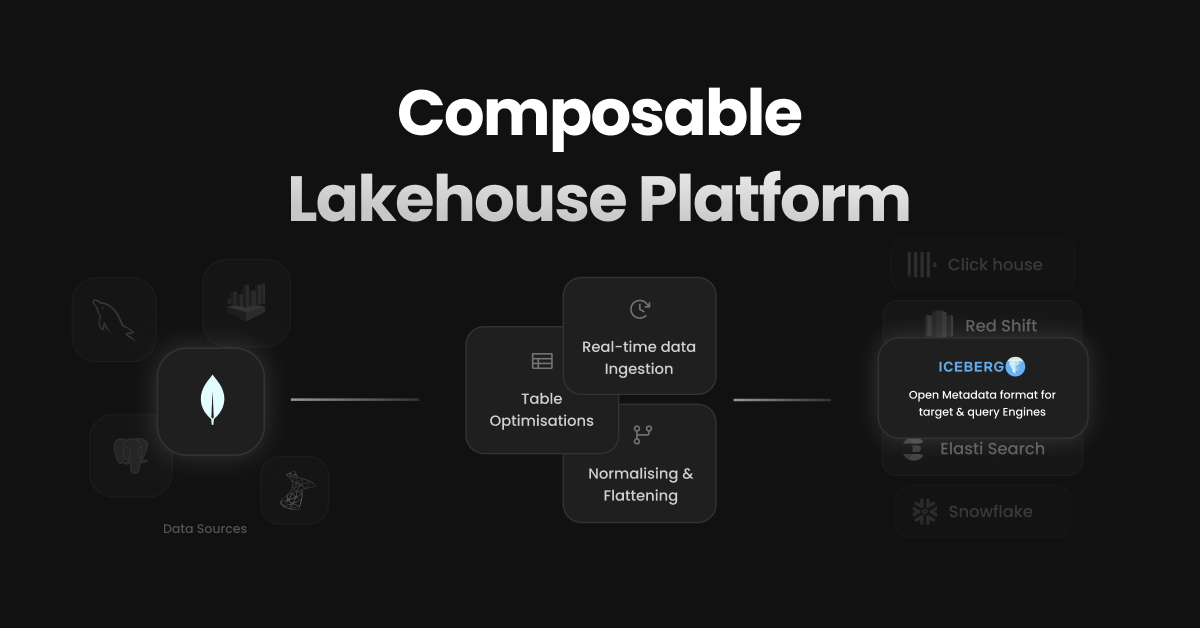 Composable
Lakehouse Platform
Data Sources
Table
Optimisations
Real-time data
Ingestion
Normalising &
Flattening
Click house
Red Shift
ICEBERG
Open Metadata format for
target & query Engines
Elasti Search
Snowflake